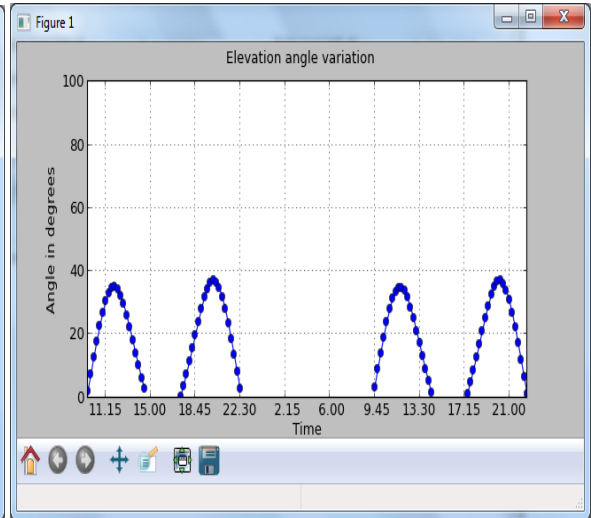 Figure 1
Elevation angle variation
100
80
60
40
20
0
Angle in degrees
11.15 15.00 18.45 22.30 2.15 6.00 9.45 13.30 17.15 21.00
Time